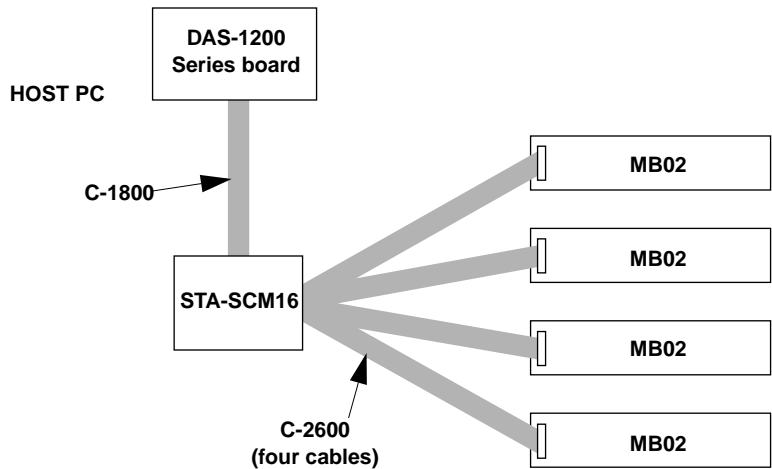 DAS-1200
Series board
HOST PC
MB02
C-1800
MB02
STA-SCM16
MB02
C-2600
(four cables)
MB02